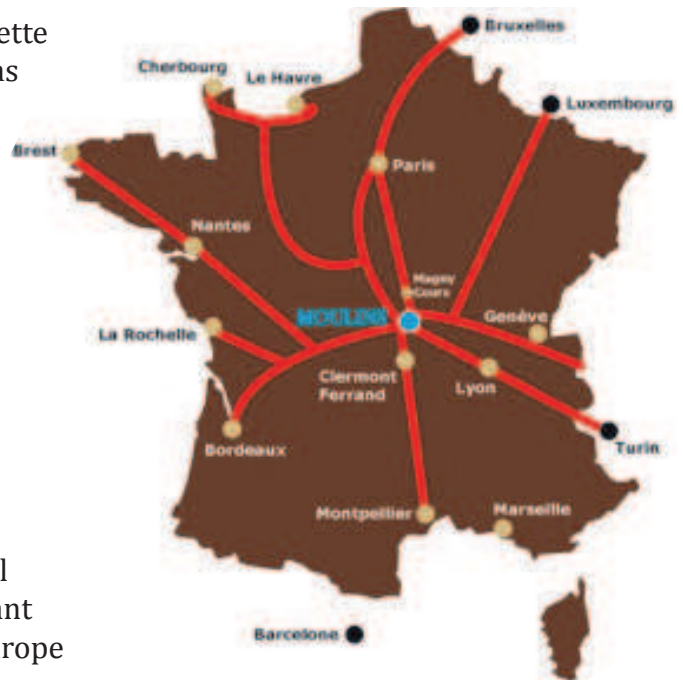 ette
ns
Bruxelles
Cherbourg
Le Havre
Luxembourg
Brest
Paris
Nantes
Magny
Cours
MOULINS
Genève
La Rochelle
Clermont
Ferrand
Lyon
Bordeaux
Turin
Montpellier
Marseille
l
ant
Barcelone
rope